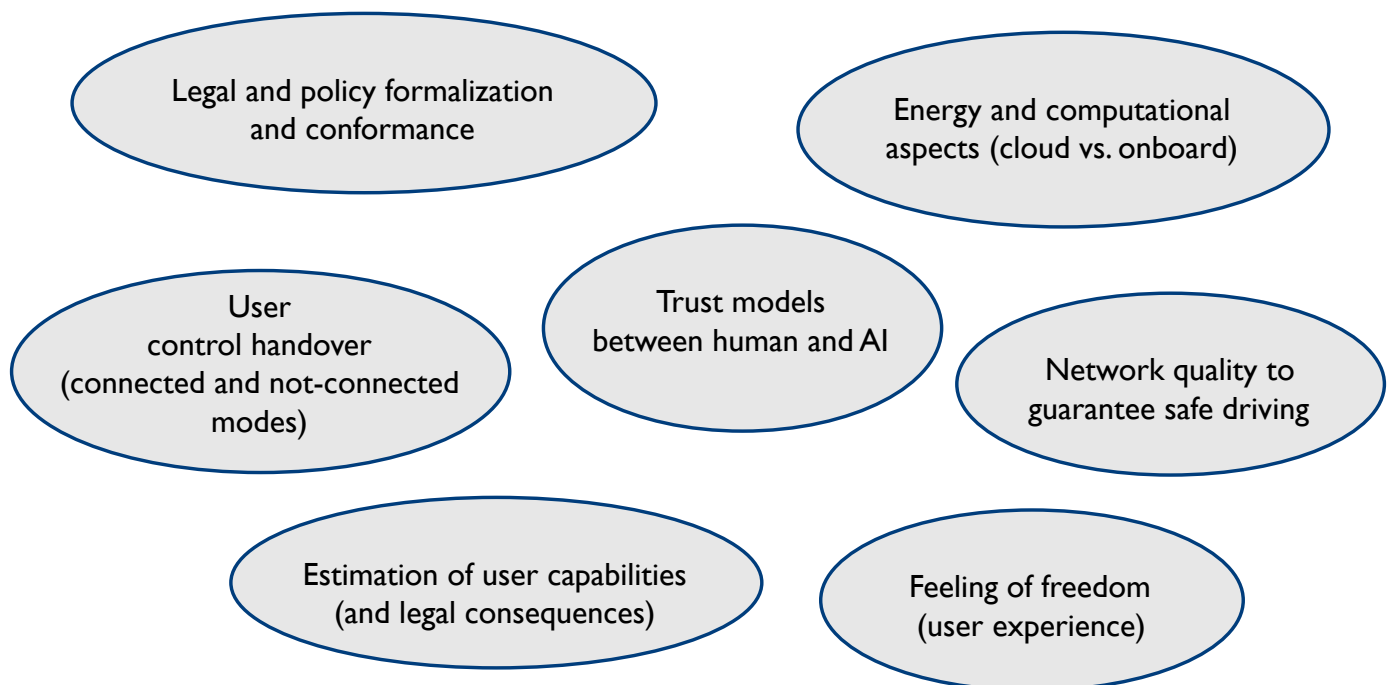 Legal and policy formalization
and conformance
Energy and computational
aspects (cloud vs. onboard)
User
control handover
(connected and not-connected
modes)
Trust models
between human and AI
Network quality to
guarantee safe driving
Estimation of user capabilities
(and legal consequences)
Feeling of freedom
(user experience)